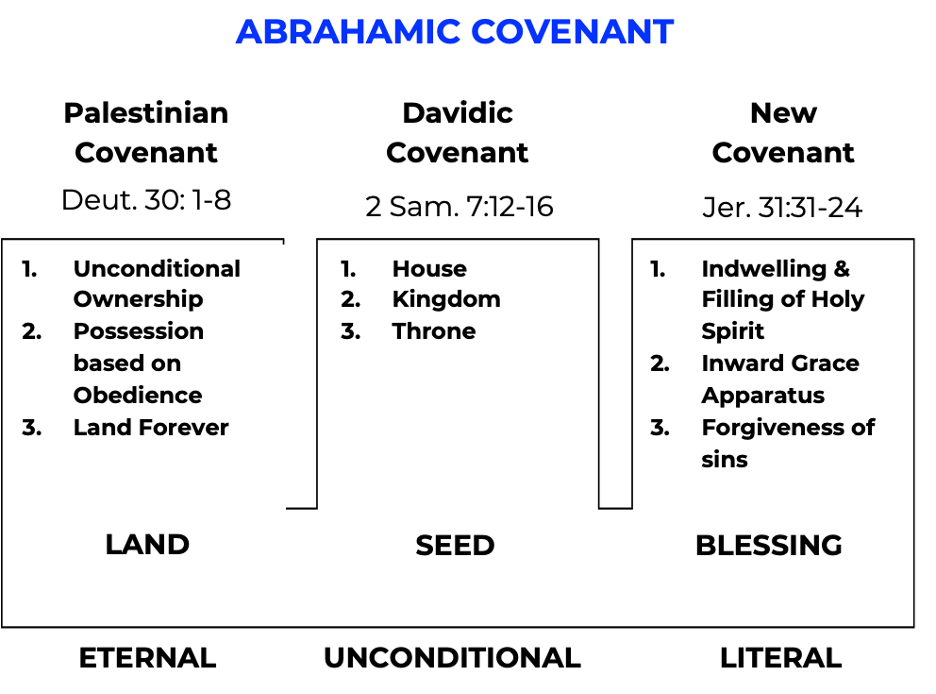 ABRAHAMIC COVENANT
Palestinian
Covenant
Deut. 30: 1-8
1. Unconditional
Ownership
2. Possession
based on
Obedience
3. Land Forever
LAND
Davidic
Covenant
2 Sam. 7:12-16
1. House
2. Kingdom
3. Throne
SEED
New
Covenant
Jer. 31:31-24
1. Indwelling &
Filling of Holy
Spirit
2. Inward Grace
Apparatus
3. Forgiveness of
sins
BLESSING
ETERNAL
UNCONDITIONAL
LITERAL